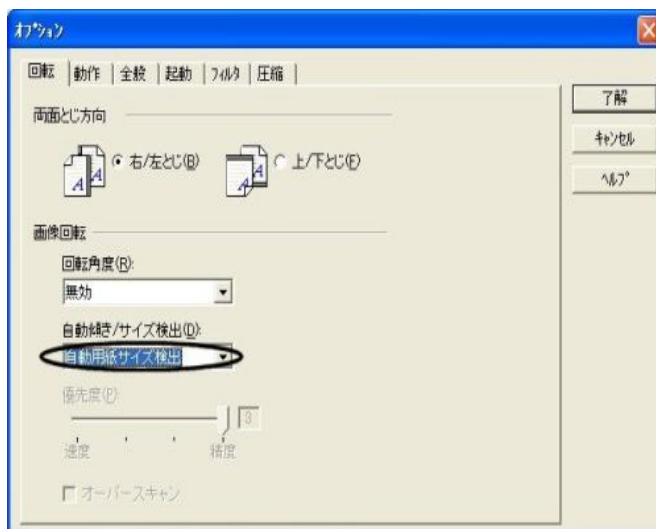 オプション
回転 動作 全般 起動 フィルタ 圧縮
了解
キャンセル
ヘルプ
両面とじ方向
右/左とじ(B)
上/下とじ(E)
画像回転
回転角度(R):
無効
自動傾き/サイズ検出(D):
自動用紙サイズ検出
優先度(P):
3
速度 精度
オーバースキャン